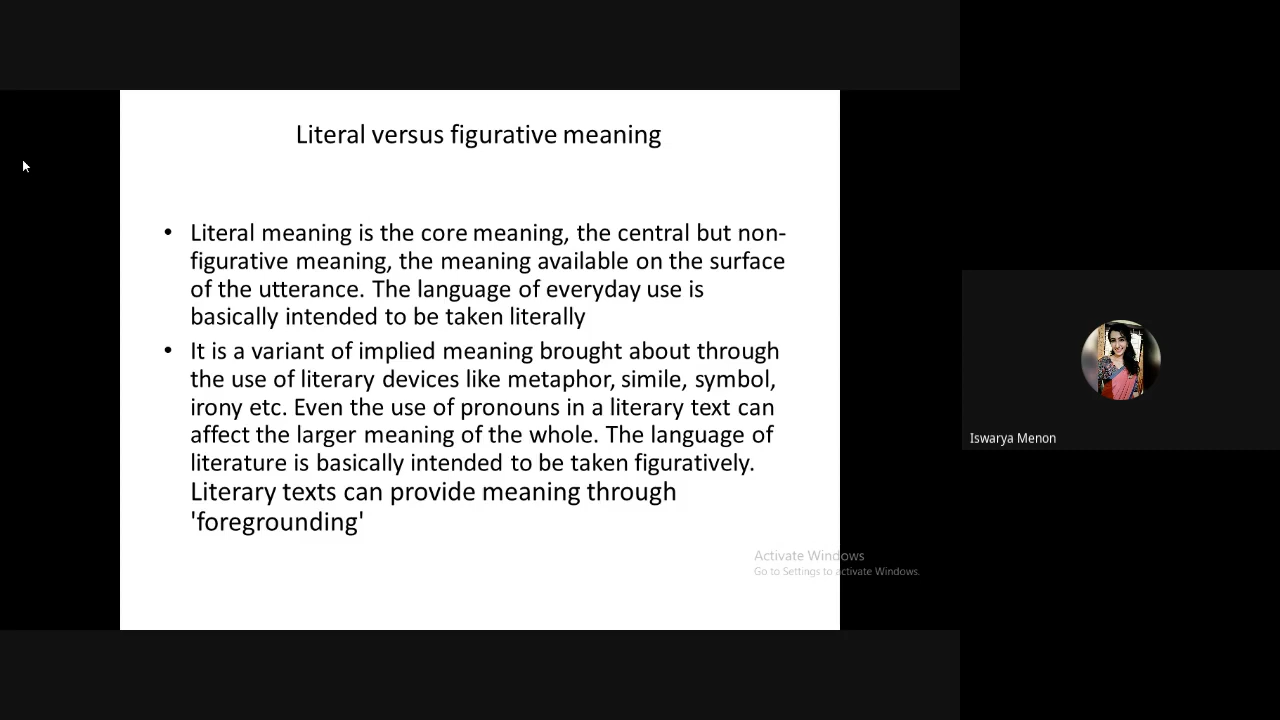 Literal versus figurative meaning
• Literal meaning is the core meaning, the central but non-
figurative meaning, the meaning available on the surface
of the utterance. The language of everyday use is
basically intended to be taken literally
• It is a variant of implied meaning brought about through
the use of literary devices like metaphor, simile, symbol,
irony etc. Even the use of pronouns in a literary text can
affect the larger meaning of the whole. The language of
literature is basically intended to be taken figuratively.
Literary texts can provide meaning through
'foregrounding'
Activate Windows
Go to Settings to activate Windows.
Iswarya Menon